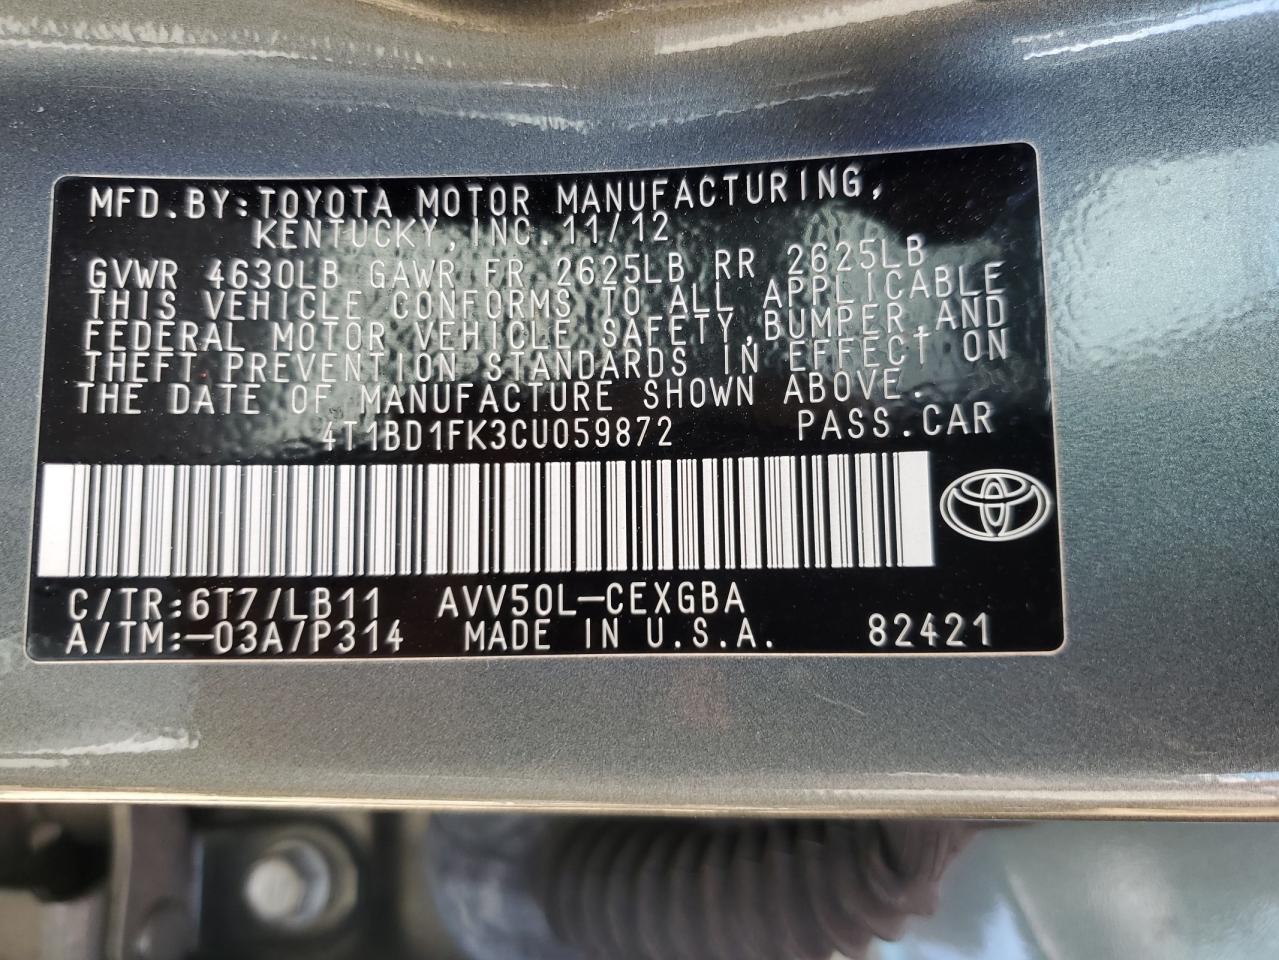 MFD.BY:TOYOTA MOTOR MANUFACTURING,
KENTUCKY,INC.11/12
GVWR 4630LB GAWR FR 2625LB RR 2625LB
THIS VEHICLE CONFORMS TO ALL APPLICABLE
FEDERAL MOTOR VEHICLE SAFETY,BUMPER,AND
THEFT PREVENTION STANDARDS IN EFFECT ON
THE DATE OF MANUFACTURE SHOWN ABOVE.
4T1BD1FK3CU059872 PASS.CAR
C/TR:6T7/LB11 AVV50L-CEXGBA
A/TM:-03A/P314 MADE IN U.S.A. 82421